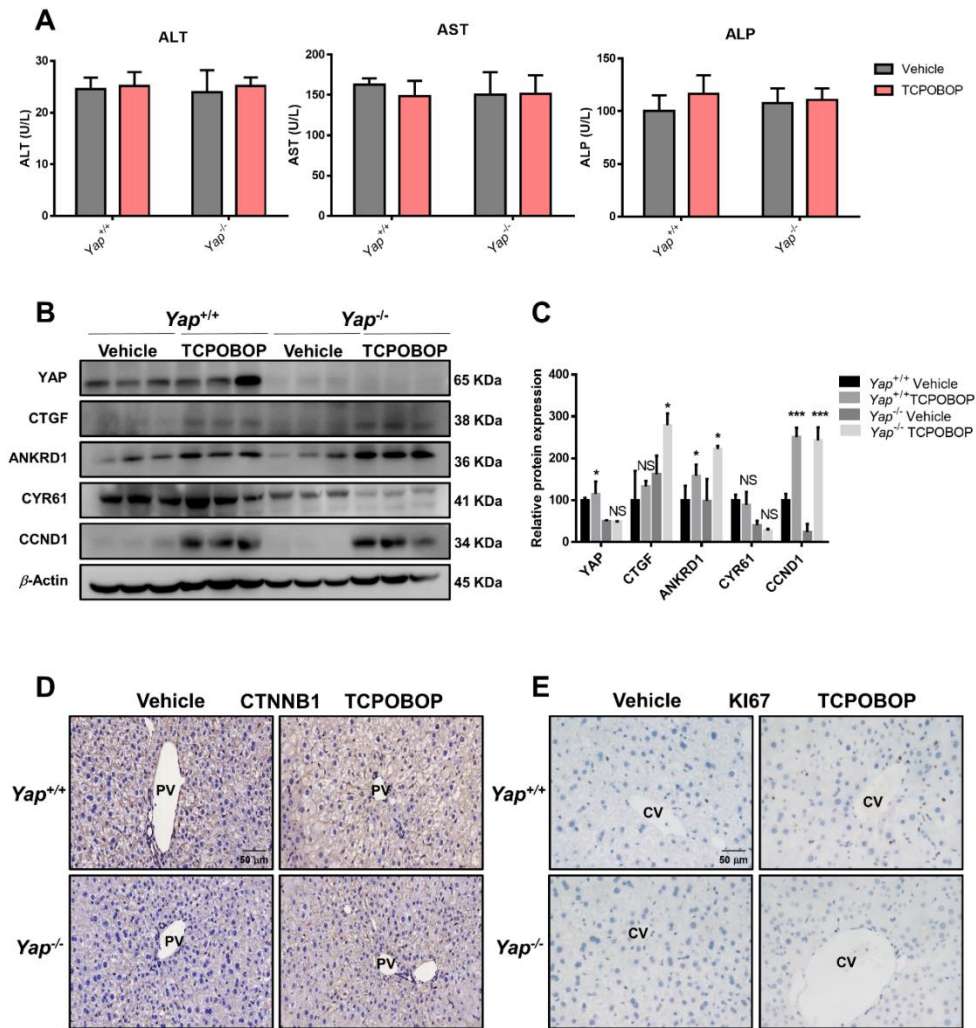 A
ALT
AST
ALP
ALT (U/L)
30
20
10
0
Yap+/+
Yap-/-
AST (U/L)
200
150
100
50
0
Yap+/+
Yap-/-
ALP (U/L)
150
100
50
0
Yap+/+
Yap-/-
Vehicle
TCPOBOP
B
Yap+/+ Yap-/-
Vehicle TCPOBOP Vehicle TCPOBOP
YAP 65 KDa
CTGF 38 KDa
ANKRD1 36 KDa
CYR61 41 KDa
CCND1 34 KDa
β-Actin 45 KDa
C
Relative protein expression
400
300
200
100
0
* NS NS * * * NS NS *** ***
YAP CTGF ANKRD1 CYR61 CCND1
Yap+/+ Vehicle
Yap+/+TCPOBOP
Yap-/- Vehicle
Yap-/- TCPOBOP
D
Vehicle CTNNB1 TCPOBOP
Yap+/+
PV
50 μm
PV
Yap-/-
PV
PV
E
Vehicle KI67 TCPOBOP
Yap+/+
CV
50 μm
CV
Yap-/-
CV
CV